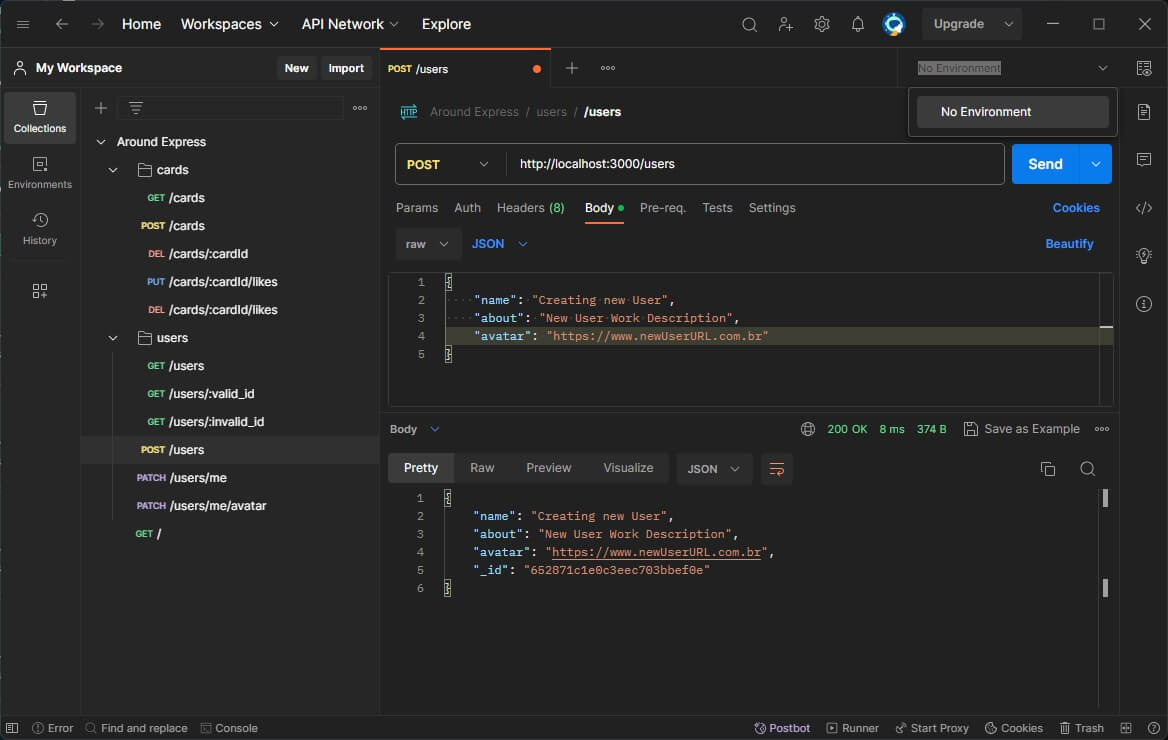 Home Workspaces API Network Explore Upgrade
My Workspace New Import POST /users No Environment
No Environment
Collections
Environments
History
Around Express
cards
GET /cards
POST /cards
DEL /cards/:cardId
PUT /cards/:cardId/likes
DEL /cards/:cardId/likes
users
GET /users
GET /users/:valid_id
GET /users/:invalid_id
POST /users
PATCH /users/me
PATCH /users/me/avatar
GET /
HTTP Around Express / users / /users
POST http://localhost:3000/users Send
Params Auth Headers (8) Body Pre-req. Tests Settings Cookies
raw JSON Beautify
1 {
2 "name": "Creating new User",
3 "about": "New User Work Description",
4 "avatar": "https://www.newUserURL.com.br"
5 }
Body 200 OK 8 ms 374 B Save as Example
Pretty Raw Preview Visualize JSON
1 {
2 "name": "Creating new User",
3 "about": "New User Work Description",
4 "avatar": "https://www.newUserURL.com.br",
5 "_id": "652871c1e0c3eec703bbef0e"
6 }
Error Find and replace Console Postbot Runner Start Proxy Cookies Trash